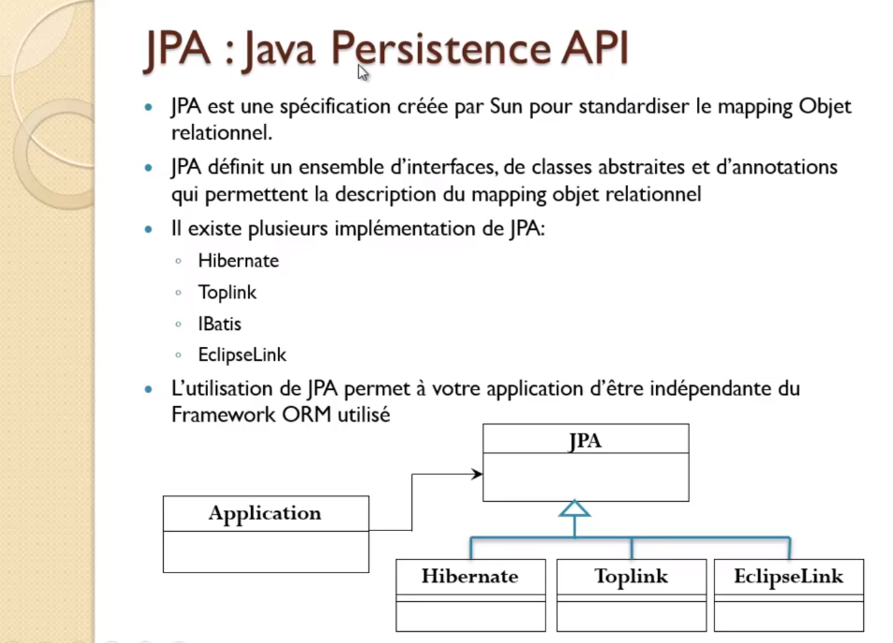 JPA : Java Persistence API
• JPA est une spécification créée par Sun pour standardiser le mapping Objet
relationnel.
• JPA définit un ensemble d'interfaces, de classes abstraites et d'annotations
qui permettent la description du mapping objet relationnel
• Il existe plusieurs implémentation de JPA:
◦ Hibernate
◦ Toplink
◦ IBatis
◦ EclipseLink
• L'utilisation de JPA permet à votre application d'être indépendante du
Framework ORM utilisé
JPA
Application
Hibernate
Toplink
EclipseLink